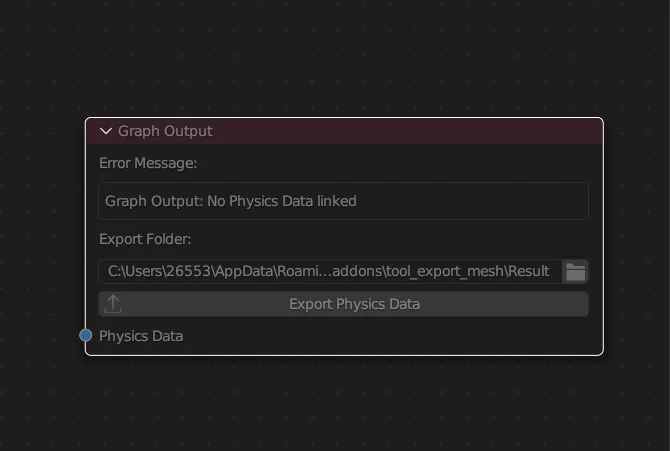 Graph Output
Error Message:
Graph Output: No Physics Data linked
Export Folder:
C:\Users\26553\AppData\Roami...addons\tool_export_mesh\Result
Export Physics Data
Physics Data